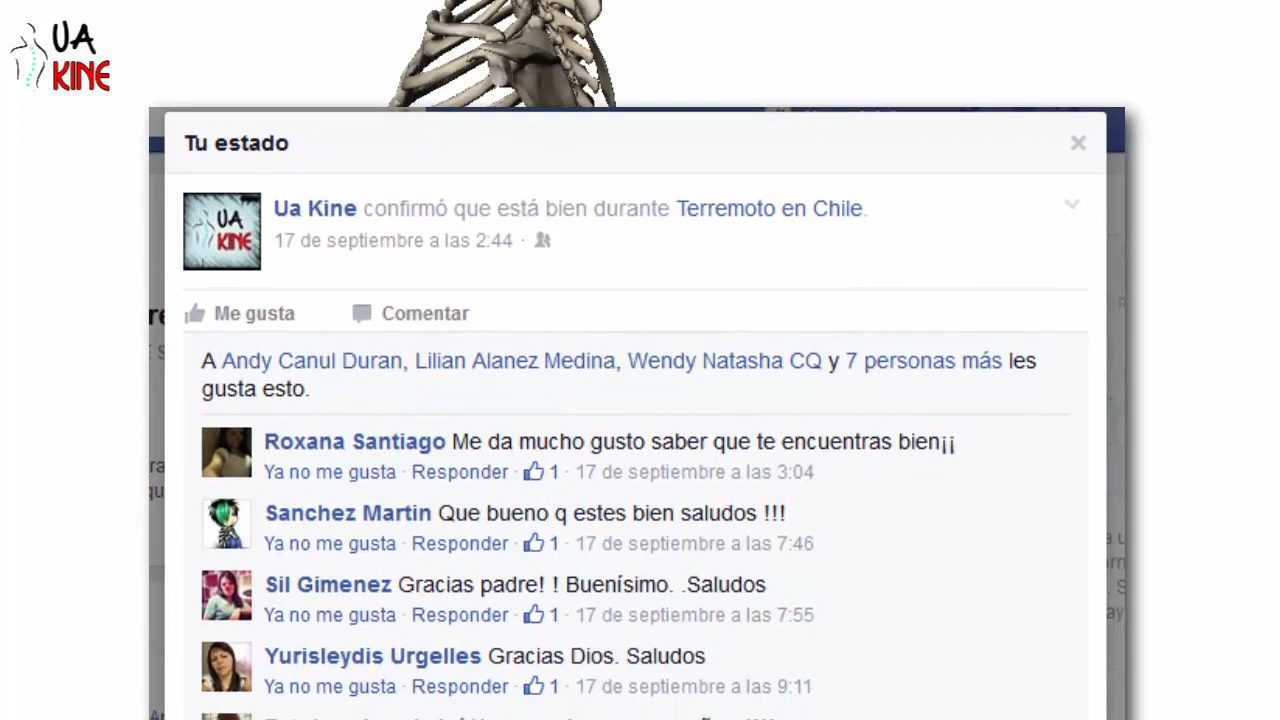 UA
KINE
Tu estado
×
UA
KINE
Ua Kine confirmó que está bien durante Terremoto en Chile.
17 de septiembre a las 2:44 ·
Me gusta Comentar
A Andy Canul Duran, Lilian Alanez Medina, Wendy Natasha CQ y 7 personas más les
gusta esto.
Roxana Santiago Me da mucho gusto saber que te encuentras bien¡¡
Ya no me gusta · Responder · 1 · 17 de septiembre a las 3:04
Sanchez Martin Que bueno q estes bien saludos !!!
Ya no me gusta · Responder · 1 · 17 de septiembre a las 7:46
Sil Gimenez Gracias padre! ! Buenísimo. .Saludos
Ya no me gusta · Responder · 1 · 17 de septiembre a las 7:55
Yurisleydis Urgelles Gracias Dios. Saludos
Ya no me gusta · Responder · 1 · 17 de septiembre a las 9:11